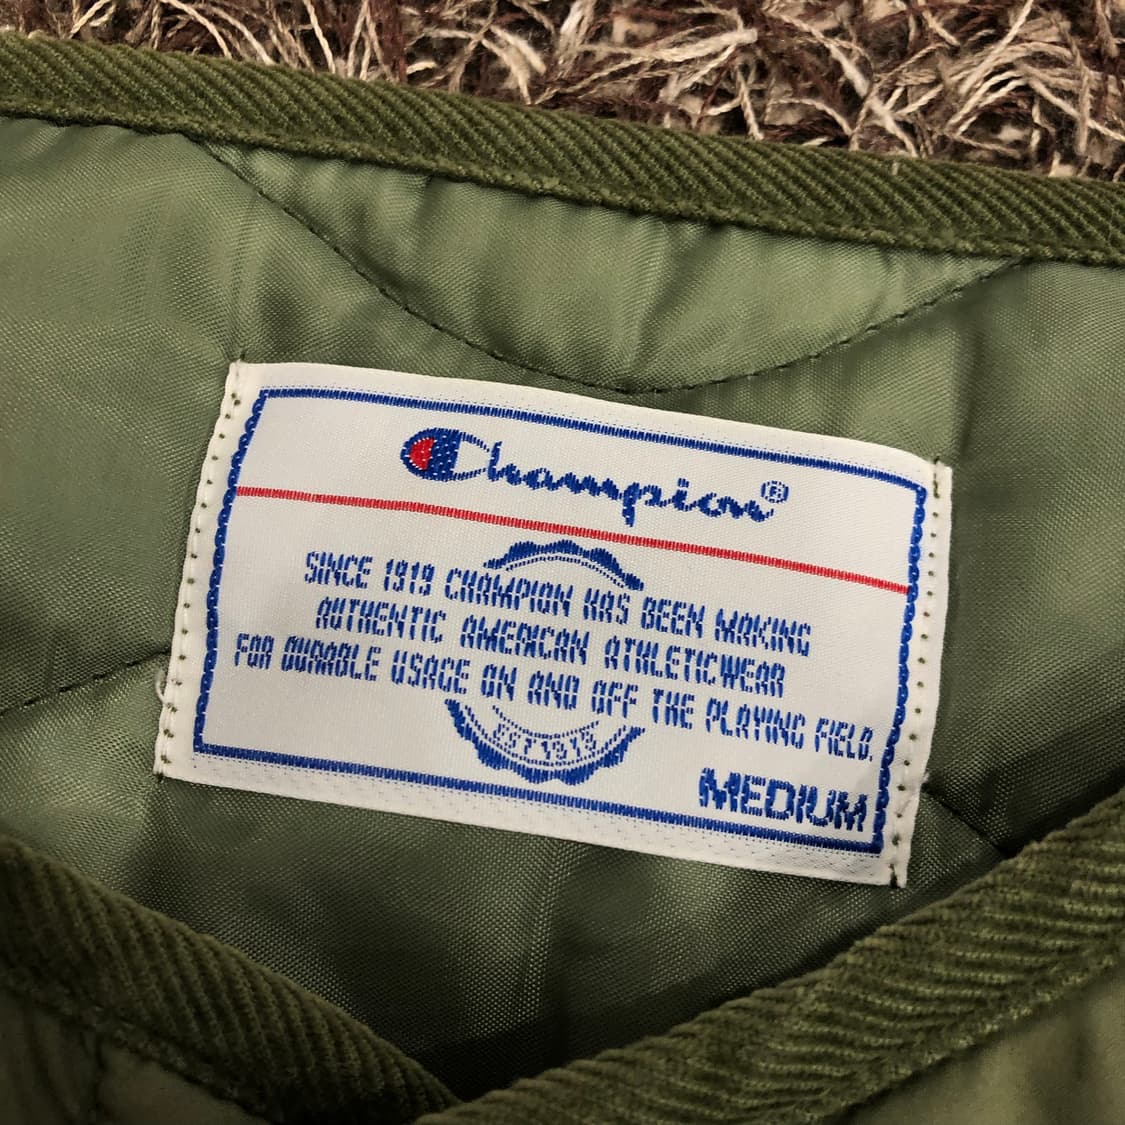 Champion®
SINCE 1919 CHAMPION HAS BEEN MAKING
AUTHENTIC AMERICAN ATHLETICWEAR
FOR DURABLE USAGE ON AND OFF THE PLAYING FIELD.
EST 1919
MEDIUM